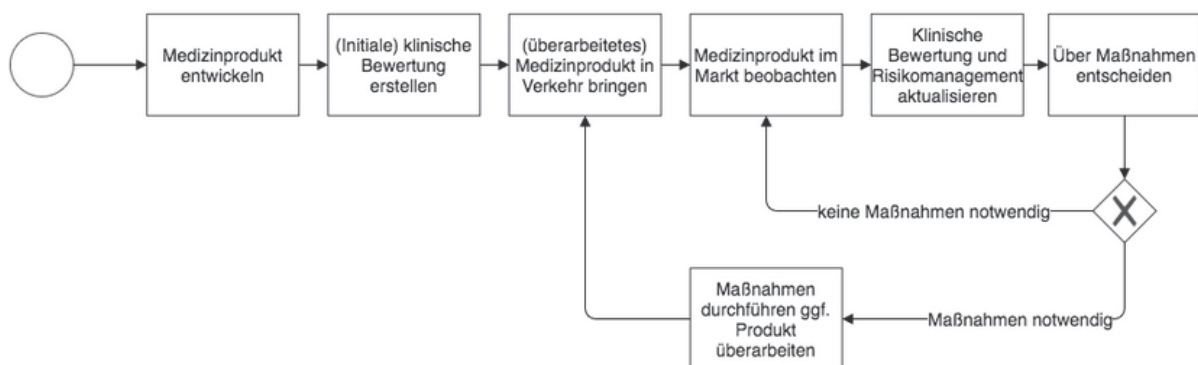 Medizinprodukt
entwickeln
(Initiale) klinische
Bewertung
erstellen
(überarbeitetes)
Medizinprodukt in
Verkehr bringen
Medizinprodukt im
Markt beobachten
Klinische
Bewertung und
Risikomanagement
aktualisieren
Über Maßnahmen
entscheiden
keine Maßnahmen notwendig
Maßnahmen
durchführen ggf.
Produkt
überarbeiten
Maßnahmen notwendig